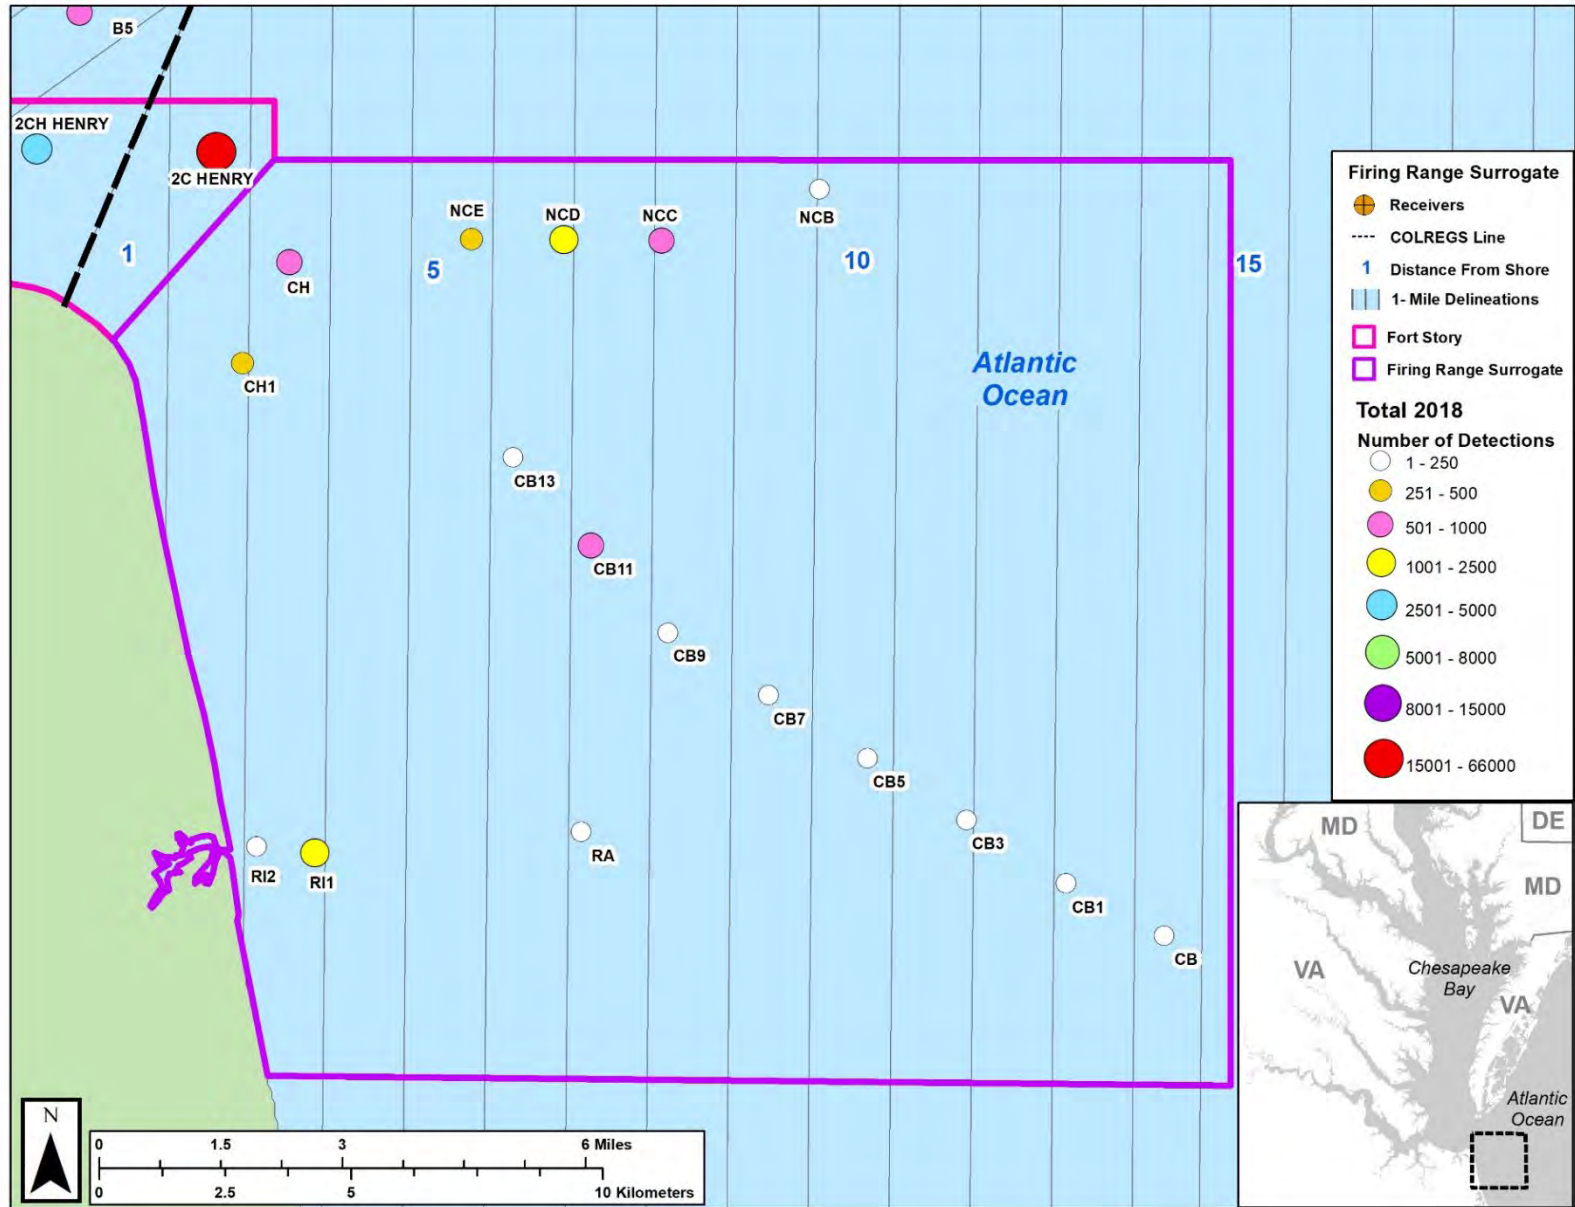 B5
2CH HENRY
2C HENRY
1
CH
NCE
NCD
NCC
NCB
5
10
15
CH1
Atlantic
Ocean
CB13
CB11
CB9
CB7
CB5
CB3
CB1
CB
RI2
RI1
RA
N
0 1.5 3 6 Miles
0 2.5 5 10 Kilometers
Firing Range Surrogate
Receivers
COLREGS Line
1 Distance From Shore
1- Mile Delineations
Fort Story
Firing Range Surrogate
Total 2018
Number of Detections
1 - 250
251 - 500
501 - 1000
1001 - 2500
2501 - 5000
5001 - 8000
8001 - 15000
15001 - 66000
MD
DE
MD
VA
Chesapeake
Bay
VA
Atlantic
Ocean